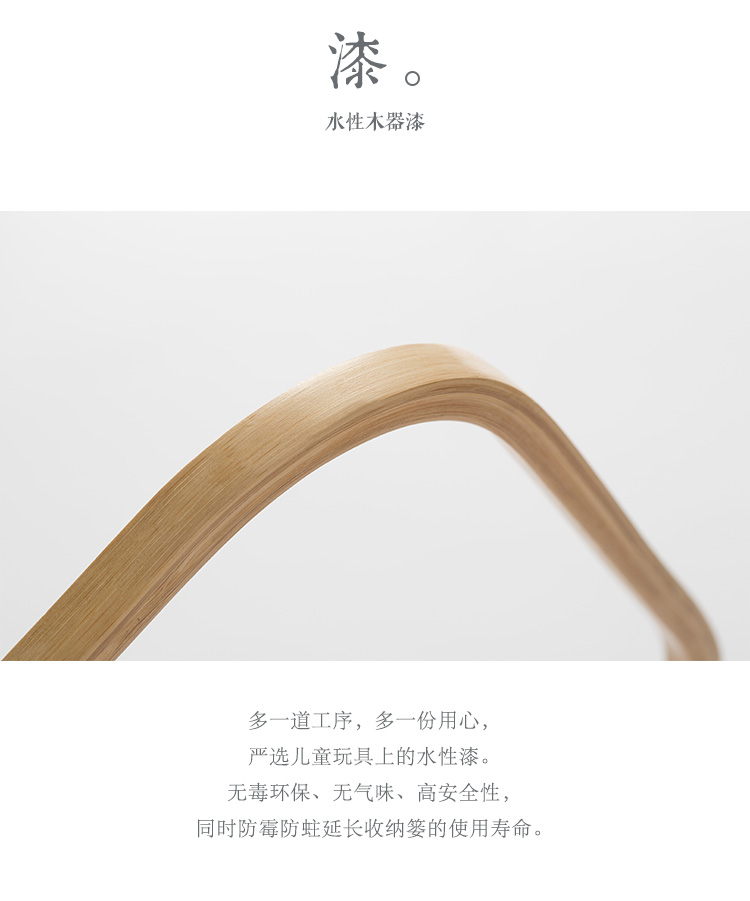 漆。
水性木器漆
多一道工序，多一份用心，
严选儿童玩具上的水性漆。
无毒环保、无气味、高安全性，
同时防霉防蛀延长收纳篓的使用寿命。